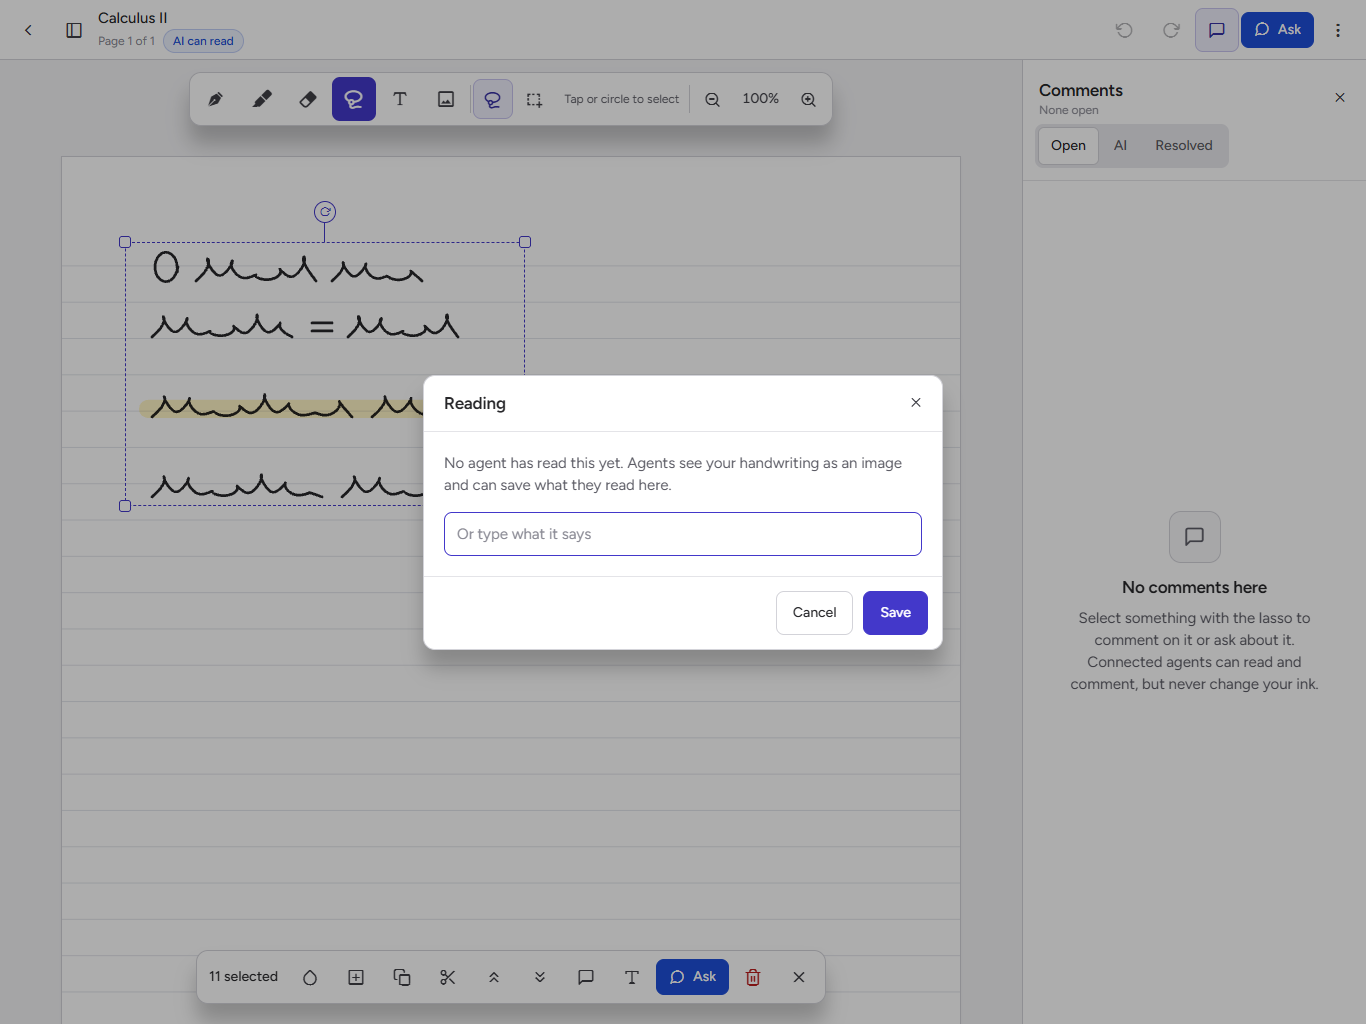 Calculus II
Page 1 of 1 AI can read
Ask
Tap or circle to select
100%
Comments
None open
Open AI Resolved
0
=
Reading
No agent has read this yet. Agents see your handwriting as an image
and can save what they read here.
Or type what it says
Cancel Save
No comments here
Select something with the lasso to
comment on it or ask about it.
Connected agents can read and
comment, but never change your ink.
11 selected Ask